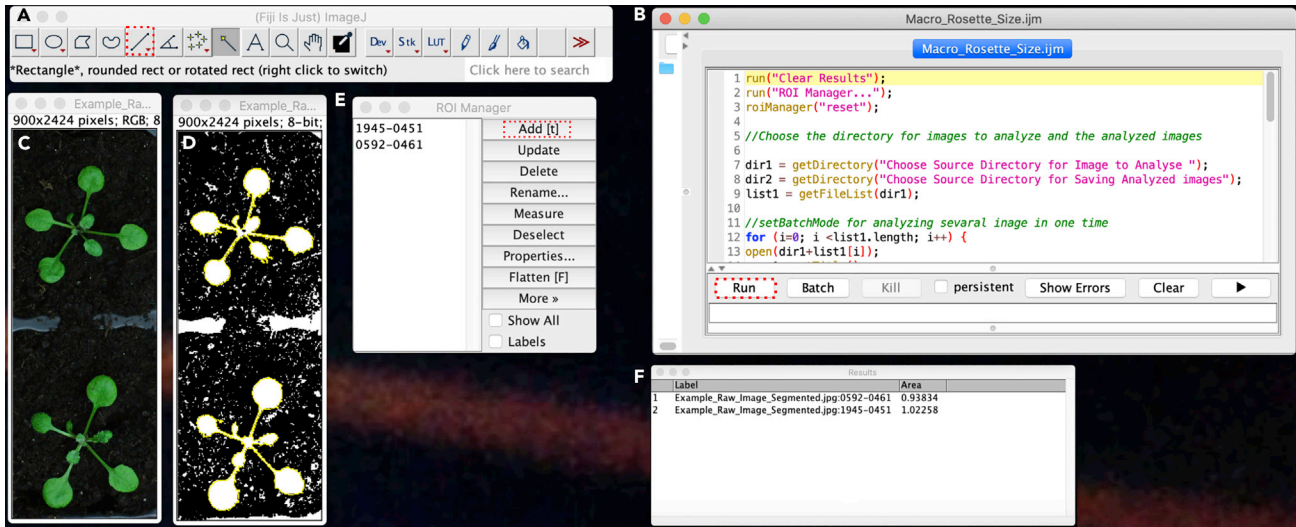 A
(Fiji Is Just) ImageJ
Dev Stk LUT
*Rectangle*, rounded rect or rotated rect (right click to switch)
Click here to search
B
Macro_Rosette_Size.ijm
Macro_Rosette_Size.ijm
1 run("Clear Results");
2 run("ROI Manager...");
3 roiManager("reset");
4
5 //Choose the directory for images to analyze and the analyzed images
6
7 dir1 = getDirectory("Choose Source Directory for Image to Analyse ");
8 dir2 = getDirectory("Choose Source Directory for Saving Analyzed images");
9 list1 = getFileList(dir1);
10
11 //setBatchMode for analyzing sevaral inage in one time
12 for (i=0; i <list1.length; i++) {
13 open(dir1+list1[i]);
Run Batch Kill persistent Show Errors Clear
Example_Ra...
900x2424 pixels; RGB; 8
C
Example_Ra...
900x2424 pixels; 8-bit;
D
E
ROI Manager
1945-0451
0592-0461
Add [t]
Update
Delete
Rename...
Measure
Deselect
Properties...
Flatten [F]
More »
Show All
Labels
F
Results
Label Area
1 Example_Raw_Image_Segmented.jpg:0592-0461 0.93834
2 Example_Raw_Image_Segmented.jpg:1945-0451 1.02258